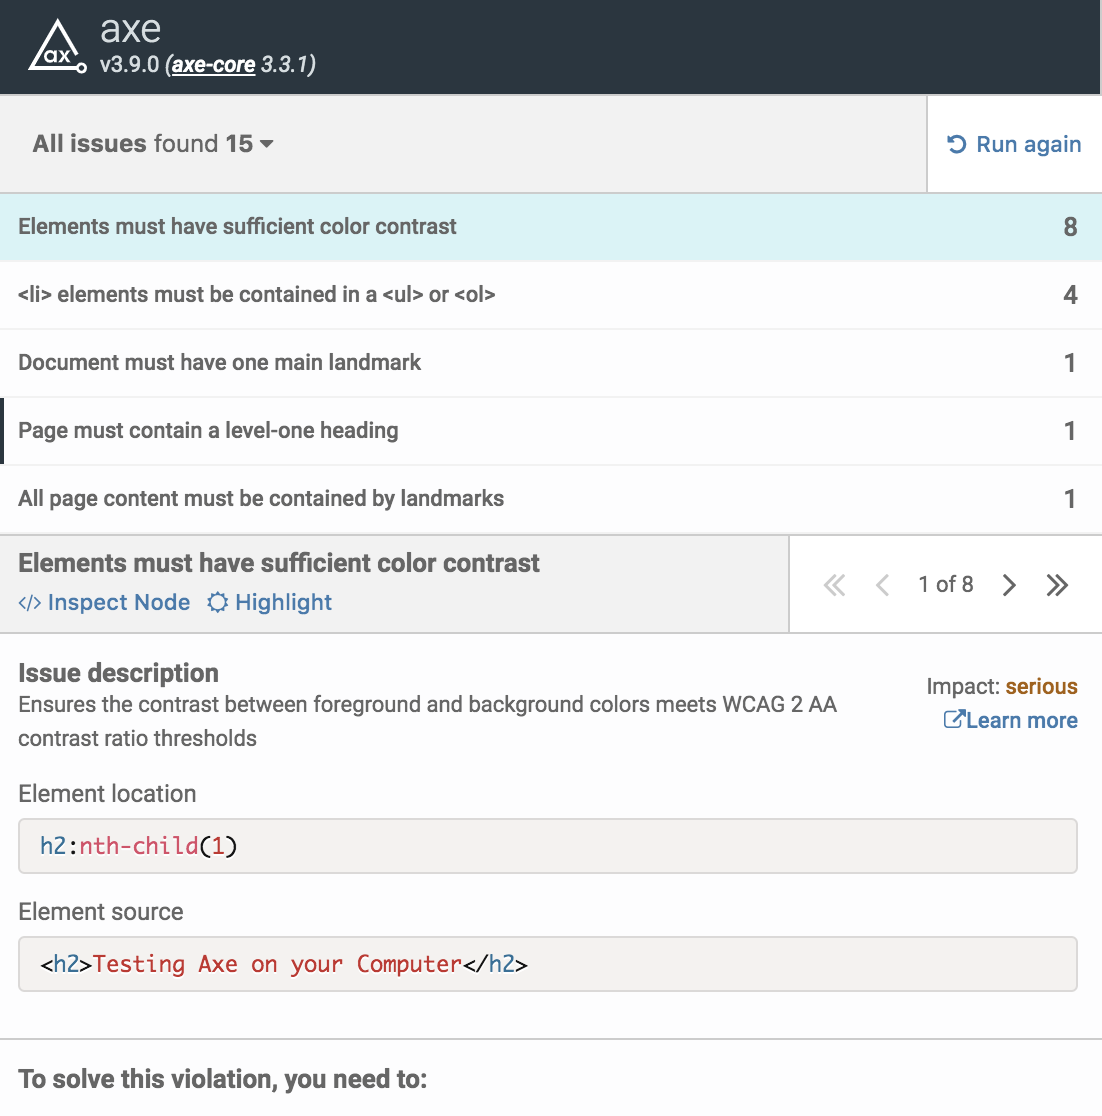 ax
axe
v3.9.0 (axe-core 3.3.1)
All issues found 15
Run again
Elements must have sufficient color contrast 8
<li> elements must be contained in a <ul> or <ol> 4
Document must have one main landmark 1
Page must contain a level-one heading 1
All page content must be contained by landmarks 1
Elements must have sufficient color contrast
</> Inspect Node Highlight
1 of 8
Issue description
Ensures the contrast between foreground and background colors meets WCAG 2 AA
contrast ratio thresholds
Impact: serious
Learn more
Element location
h2:nth-child(1)
Element source
<h2>Testing Axe on your Computer</h2>
To solve this violation, you need to: